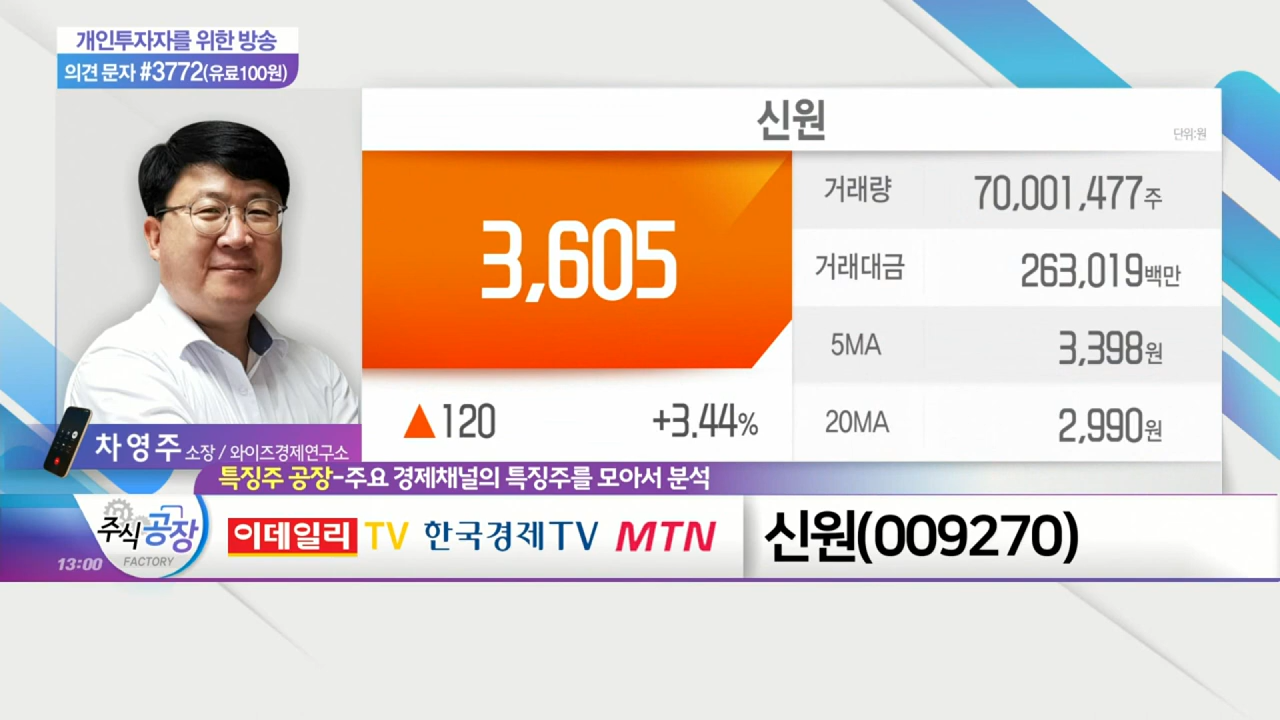 개인투자자를 위한 방송
의견 문자 #3772(유료100원)
신원
단위:원
3,605
▲120 +3.44%
거래량 70,001,477주
거래대금 263,019백만
5MA 3,398원
20MA 2,990원
차영주 소장 / 와이즈경제연구소
특징주 공장-주요 경제채널의 특징주를 모아서 분석
주식공장
FACTORY
13:00
이데일리 TV 한국경제TV MTN
신원(009270)